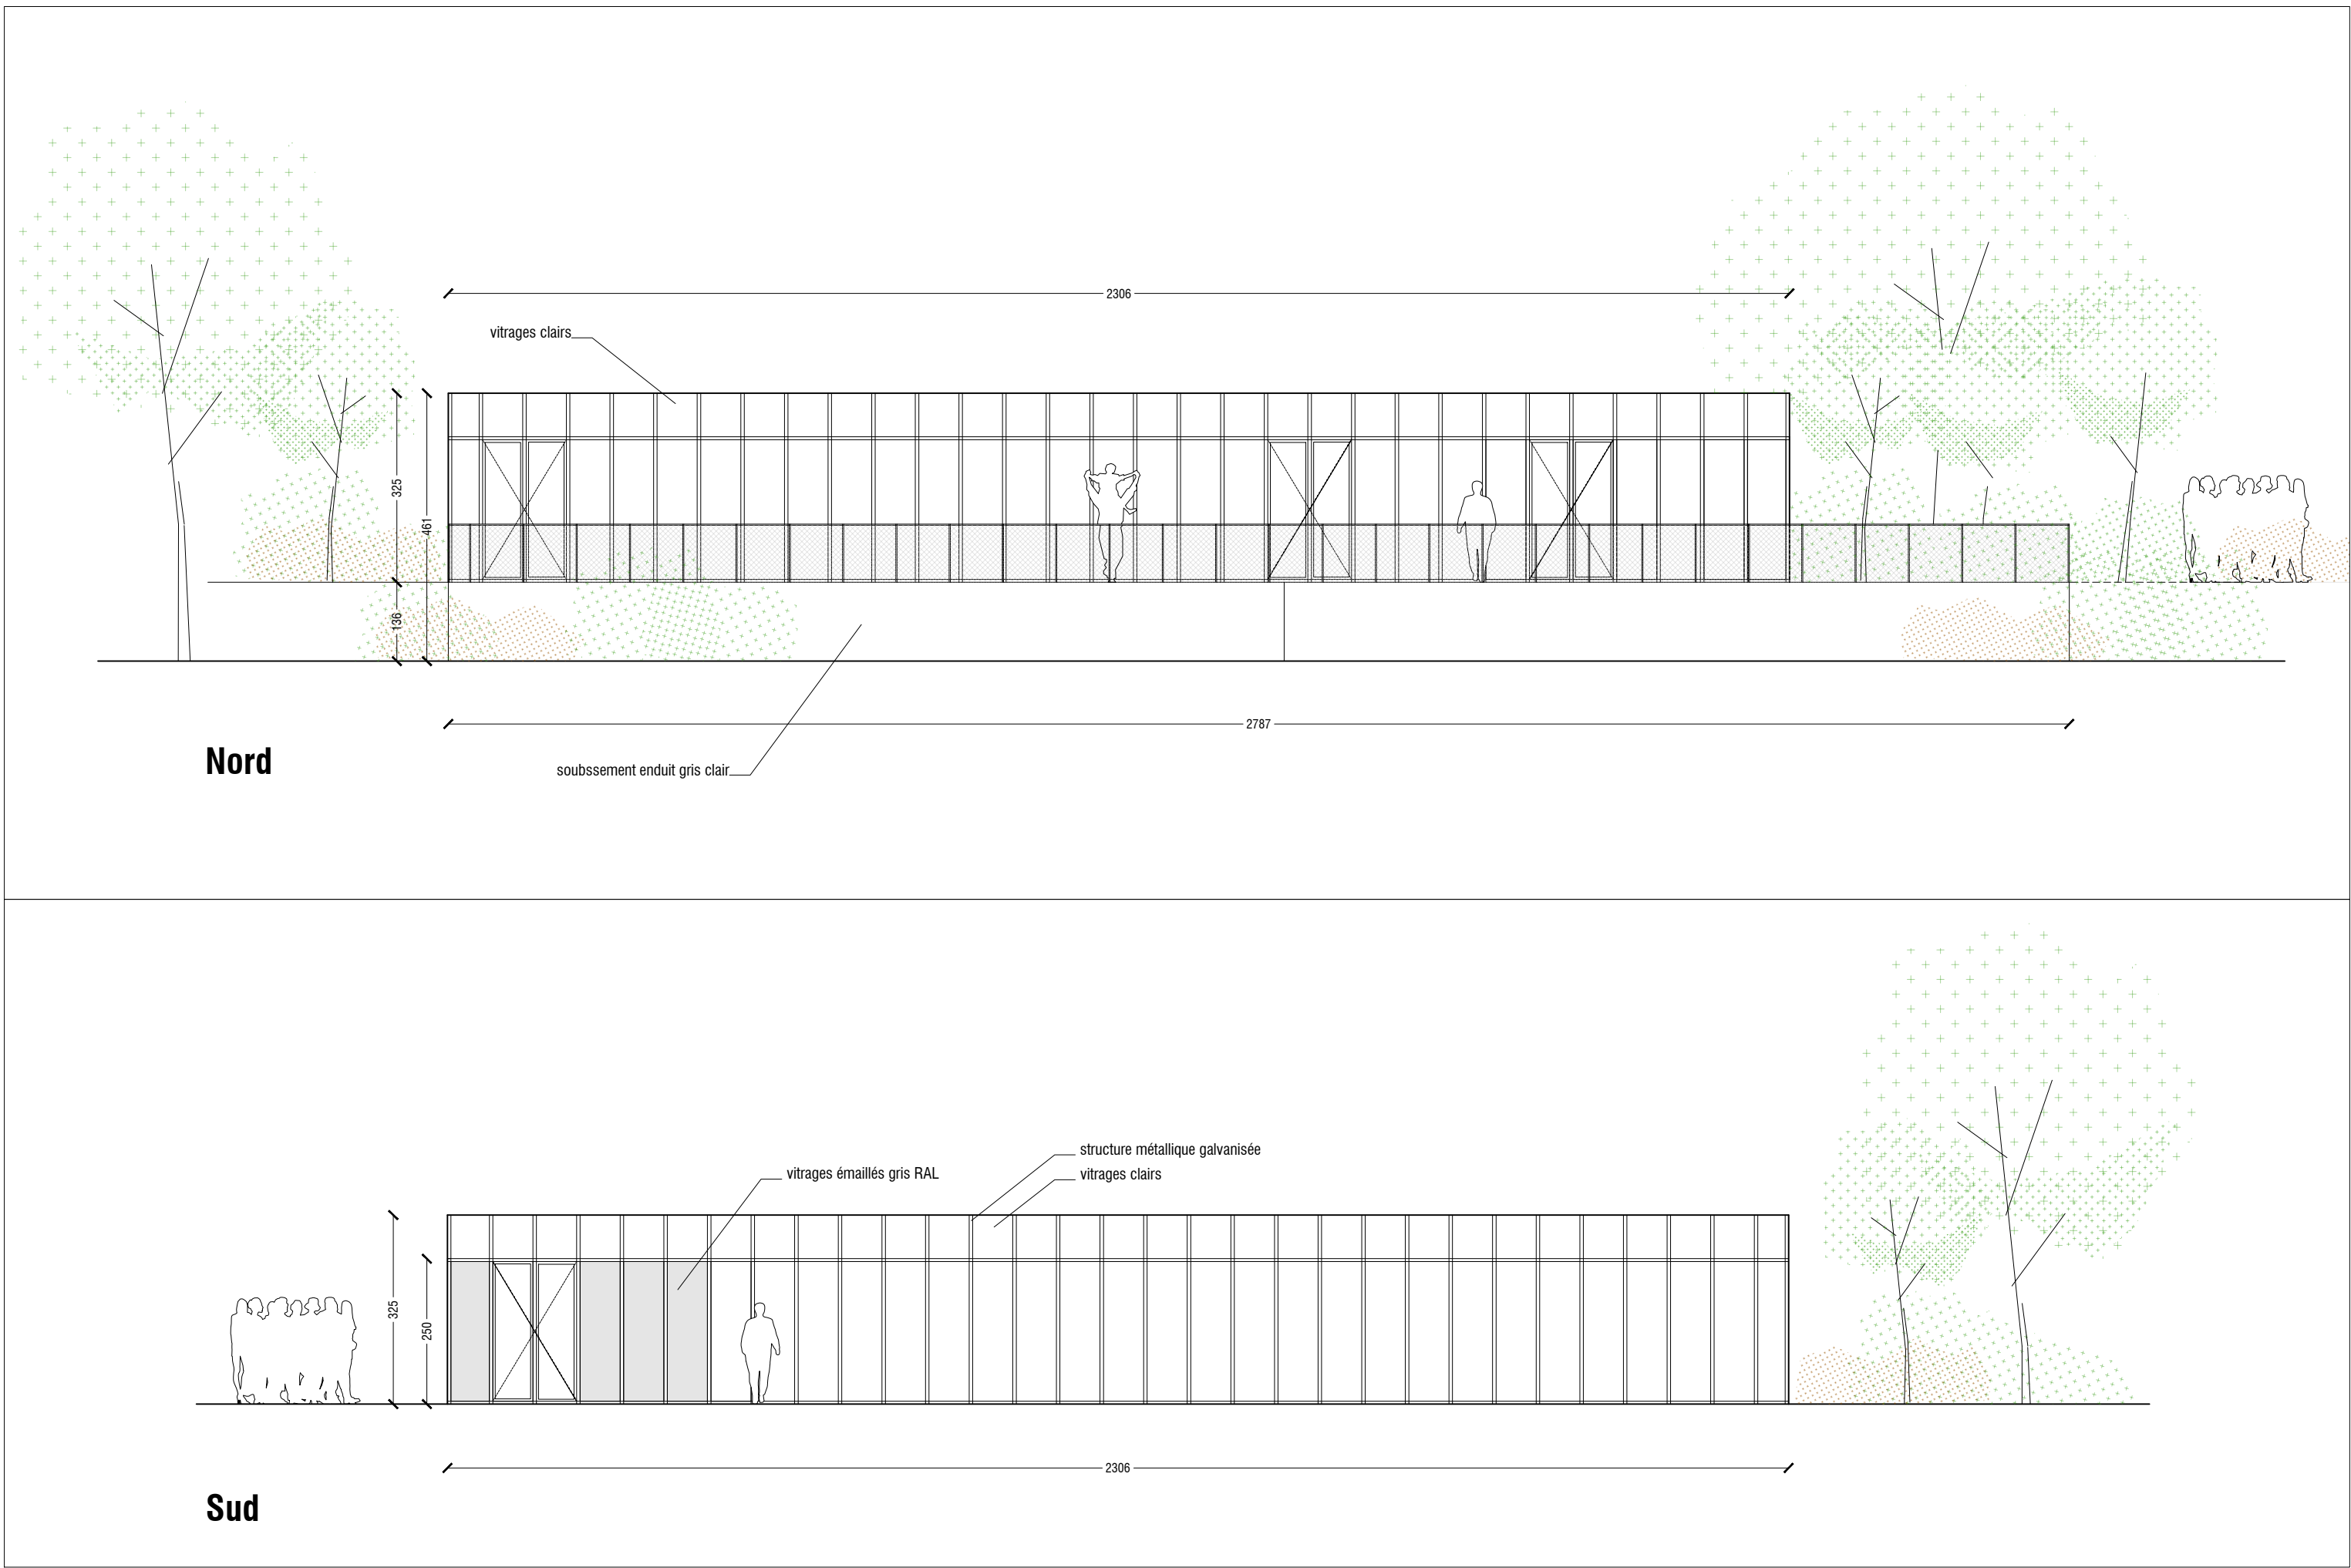 2306
vitrages clairs
325
461
136
2787
Nord
soubssement enduit gris clair
structure métallique galvanisée
vitrages émaillés gris RAL
vitrages clairs
325
250
2306
Sud